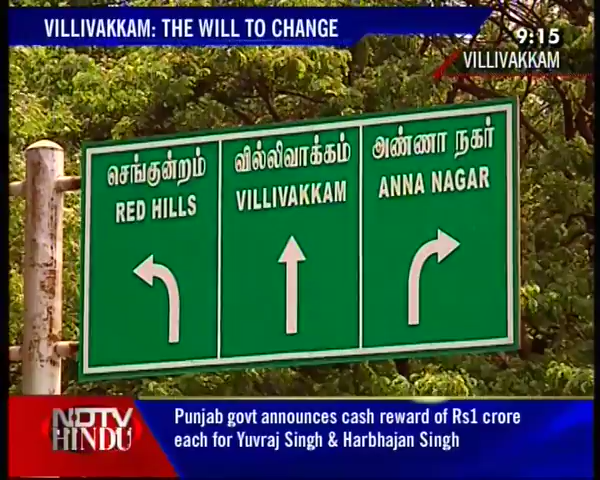 VILLIVAKKAM: THE WILL TO CHANGE
9:15
VILLIVAKKAM
செங்குன்றம்
RED HILLS
வில்லிவாக்கம்
VILLIVAKKAM
அண்ணா நகர்
ANNA NAGAR
NDTV
HINDU
Punjab govt announces cash reward of Rs1 crore
each for Yuvraj Singh & Harbhajan Singh